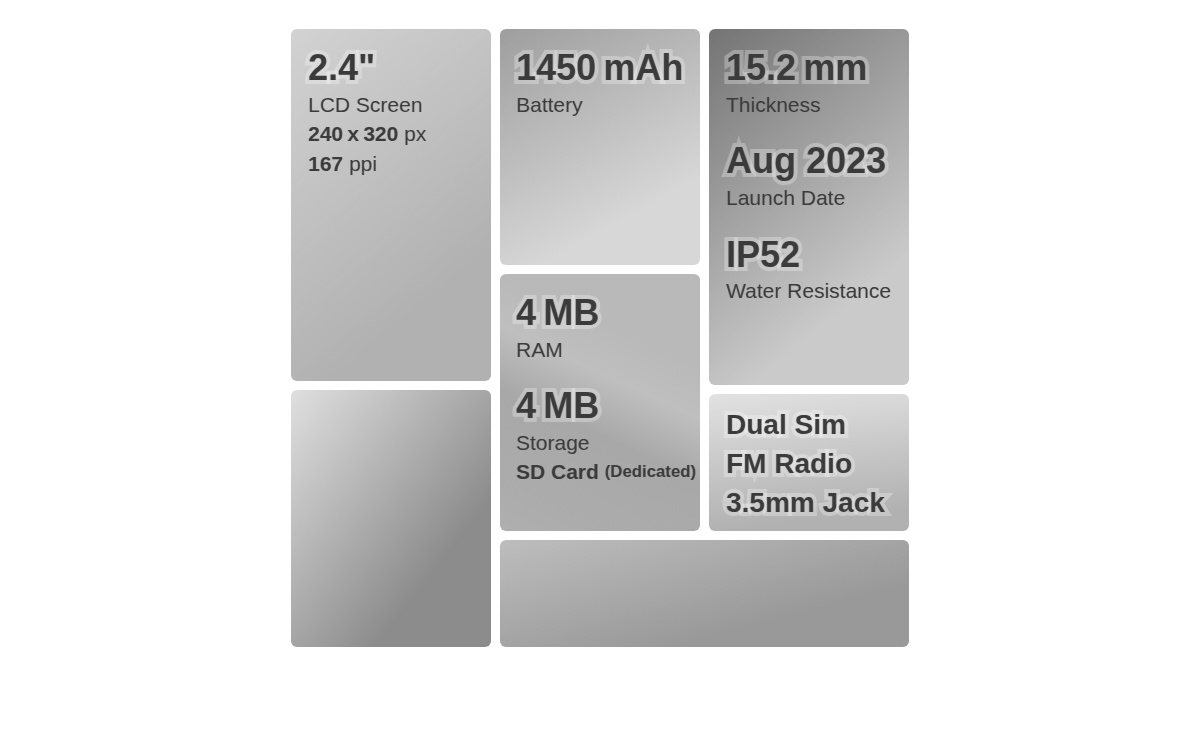 2.4"
LCD Screen
240 x 320 px
167 ppi
1450 mAh
Battery
4 MB
RAM
4 MB
Storage
SD Card (Dedicated)
15.2 mm
Thickness
Aug 2023
Launch Date
IP52
Water Resistance
Dual Sim
FM Radio
3.5mm Jack